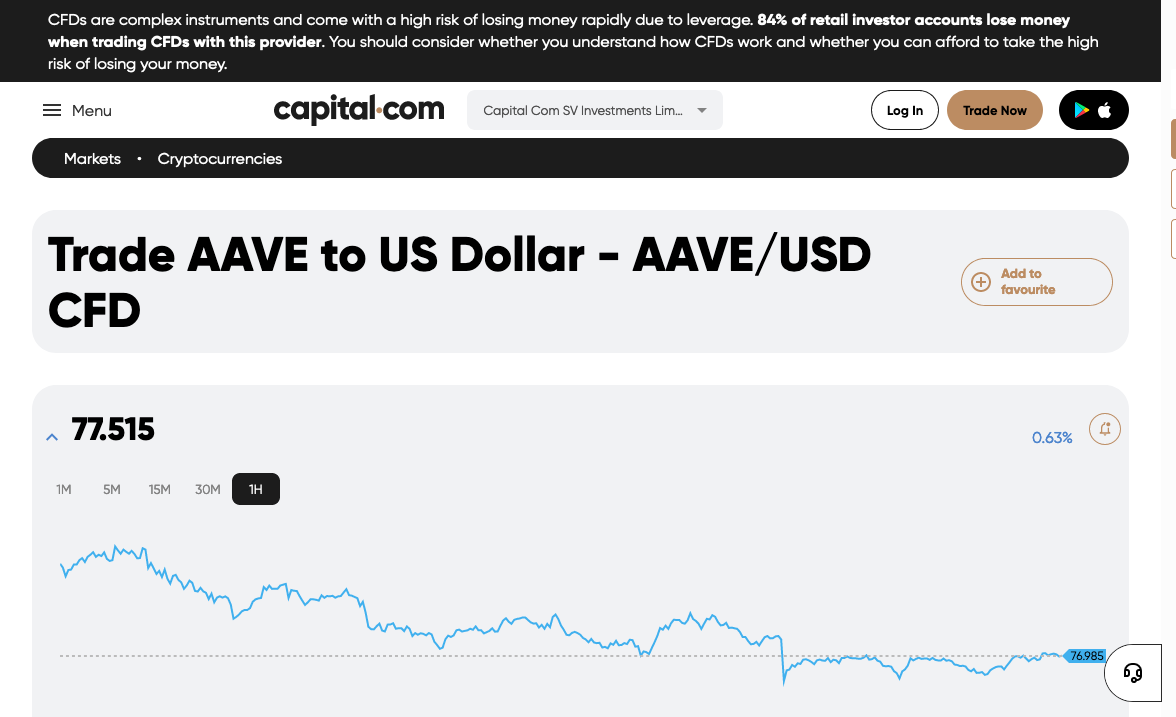 CFDs are complex instruments and come with a high risk of losing money rapidly due to leverage. 84% of retail investor accounts lose money
when trading CFDs with this provider. You should consider whether you understand how CFDs work and whether you can afford to take the high
risk of losing your money.
Menu
capital.com
Capital Com SV Investments Lim...
Log In
Trade Now
Markets • Cryptocurrencies
Trade AAVE to US Dollar - AAVE/USD
CFD
Add to
favourite
77.515
0.63%
1M 5M 15M 30M 1H
76.985